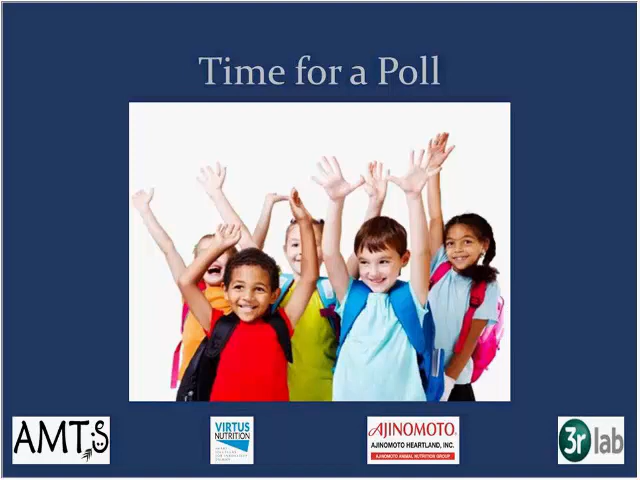 Time for a Poll
AMTS
VIRTUS
NUTRITION
AJINOMOTO.
AJINOMOTO HEARTLAND, INC.
AJINOMOTO ANIMAL NUTRITION GROUP
3r lab